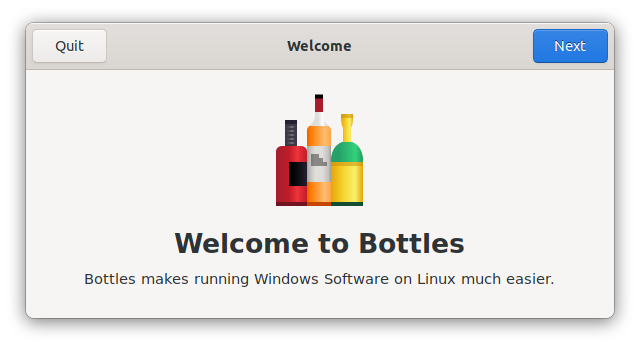 Quit
Welcome
Next
Welcome to Bottles
Bottles makes running Windows Software on Linux much easier.